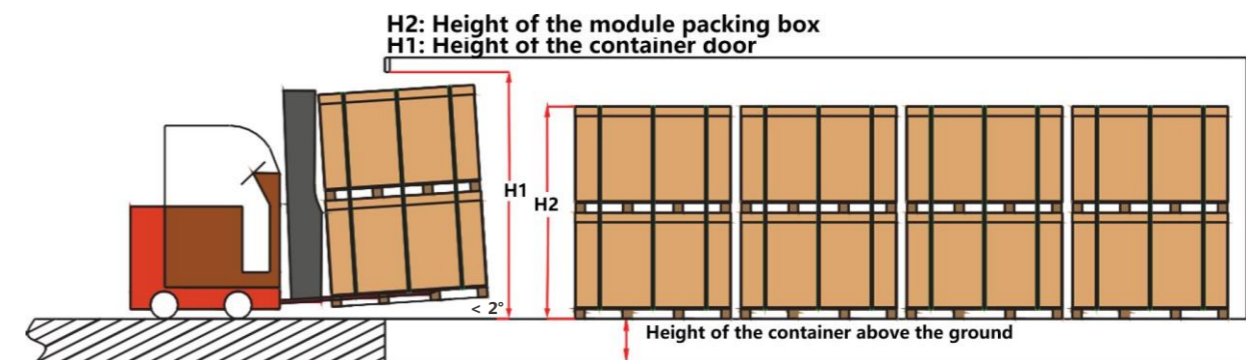 H2: Height of the module packing box
H1: Height of the container door
H1
H2
< 2°
Height of the container above the ground